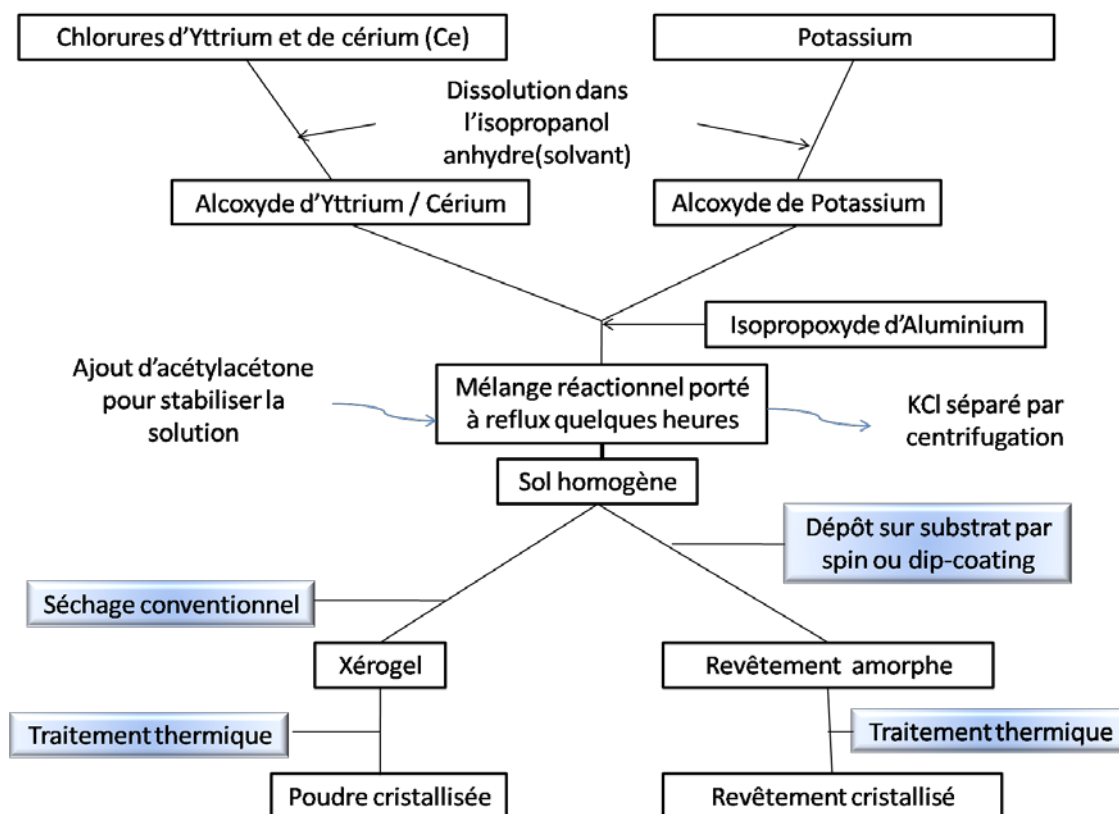 Chlorures d'Yttrium et de cérium (Ce)
Potassium
Dissolution dans
l'isopropanol
anhydre(solvant)
Alcoxyde d'Yttrium / Cérium
Alcoxyde de Potassium
Isopropoxyde d'Aluminium
Ajout d'acétylacétone
pour stabiliser la
solution
Mélange réactionnel porté
à reflux quelques heures
KCl séparé par
centrifugation
Sol homogène
Dépôt sur substrat par
spin ou dip-coating
Séchage conventionnel
Xérogel
Revêtement amorphe
Traitement thermique
Traitement thermique
Poudre cristallisée
Revêtement cristallisé